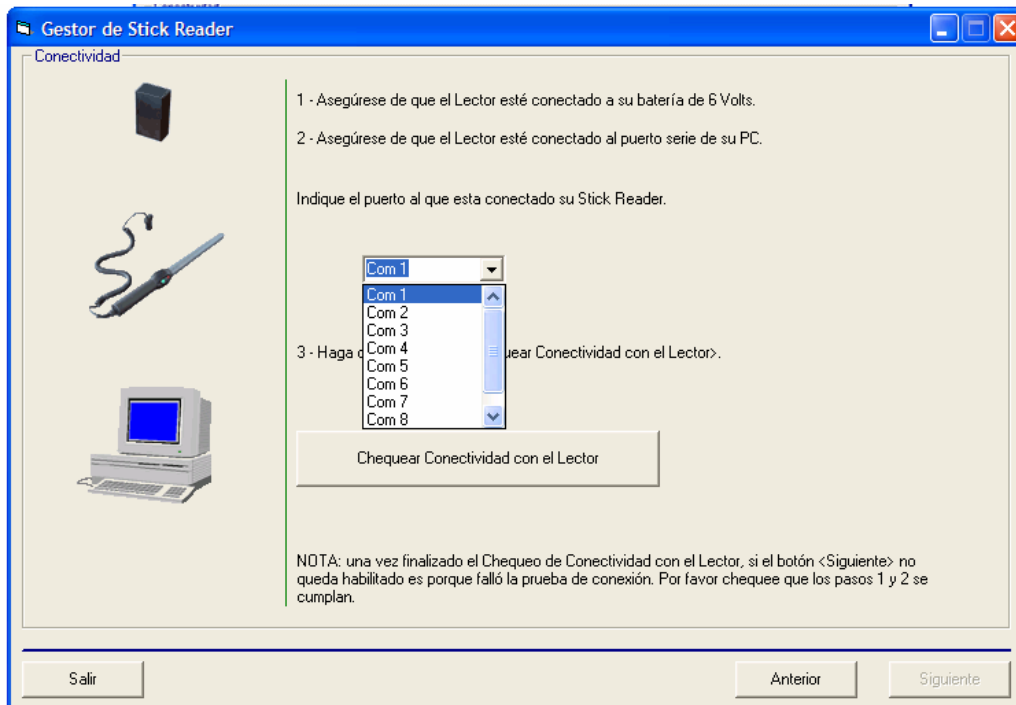 Gestor de Stick Reader
Conectividad
1 - Asegúrese de que el Lector esté conectado a su batería de 6 Volts.
2 - Asegúrese de que el Lector esté conectado al puerto serie de su PC.
Indique el puerto al que esta conectado su Stick Reader.
Com 1
Com 1
Com 2
Com 3
Com 4
Com 5
Com 6
Com 7
Com 8
3 - Haga Conectividad con el Lector>.
Chequear Conectividad con el Lector
NOTA: una vez finalizado el Chequeo de Conectividad con el Lector, si el botón <Siguiente> no
queda habilitado es porque falló la prueba de conexión. Por favor chequee que los pasos 1 y 2 se
cumplan.
Salir
Anterior
Siguiente